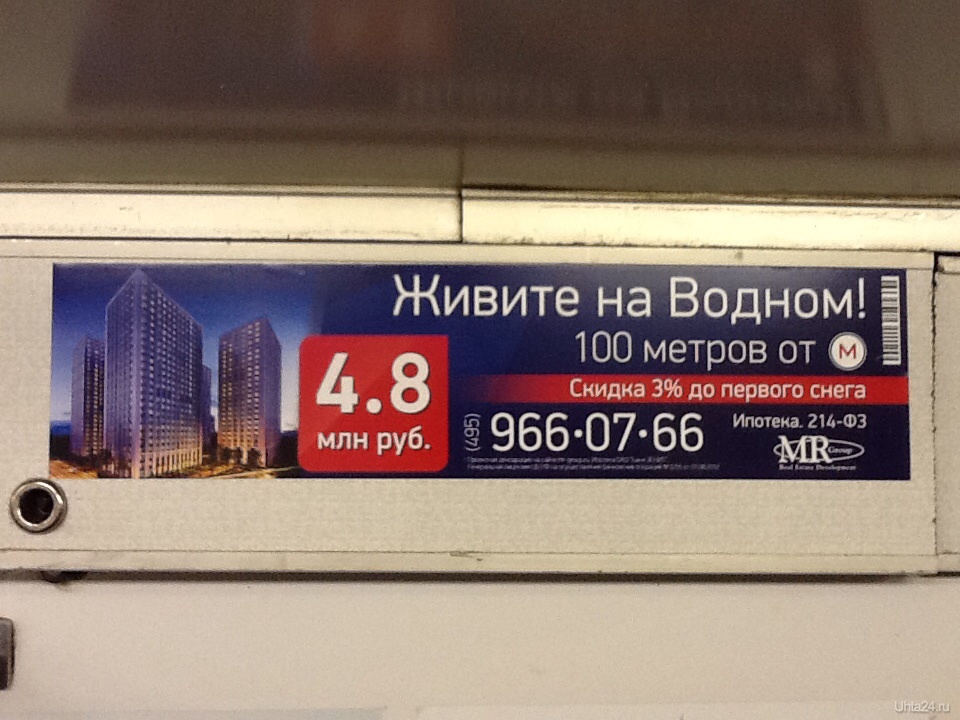 Живите на Водном!
100 метров от М
Скидка 3% до первого снега
4.8
млн руб.
(495) 966·07·66
Ипотека. 214-ФЗ
MR Group
Real Estate Development
Uhta24.ru